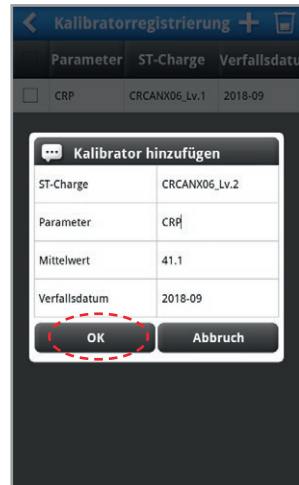 Kalibratorregistrierung
Parameter ST-Charge Verfallsdatu
CRP CRCANX06_Lv.1 2018-09
Kalibrator hinzufügen
ST-Charge CRCANX06_Lv.2
Parameter CRP
Mittelwert 41.1
Verfallsdatum 2018-09
OK Abbruch